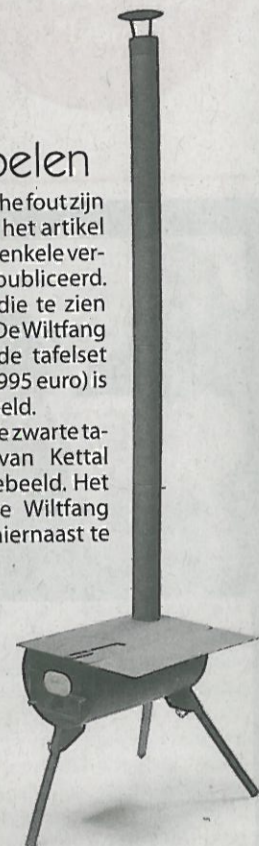 belen
he fout zijn
het artikel
enkele ver-
publiceerd.
die te zien
De Wiltfang
de tafelset
995 euro) is
eld.
e zwarte ta-
van Kettal
ebeeld. Het
e Wiltfang
hiernaast te